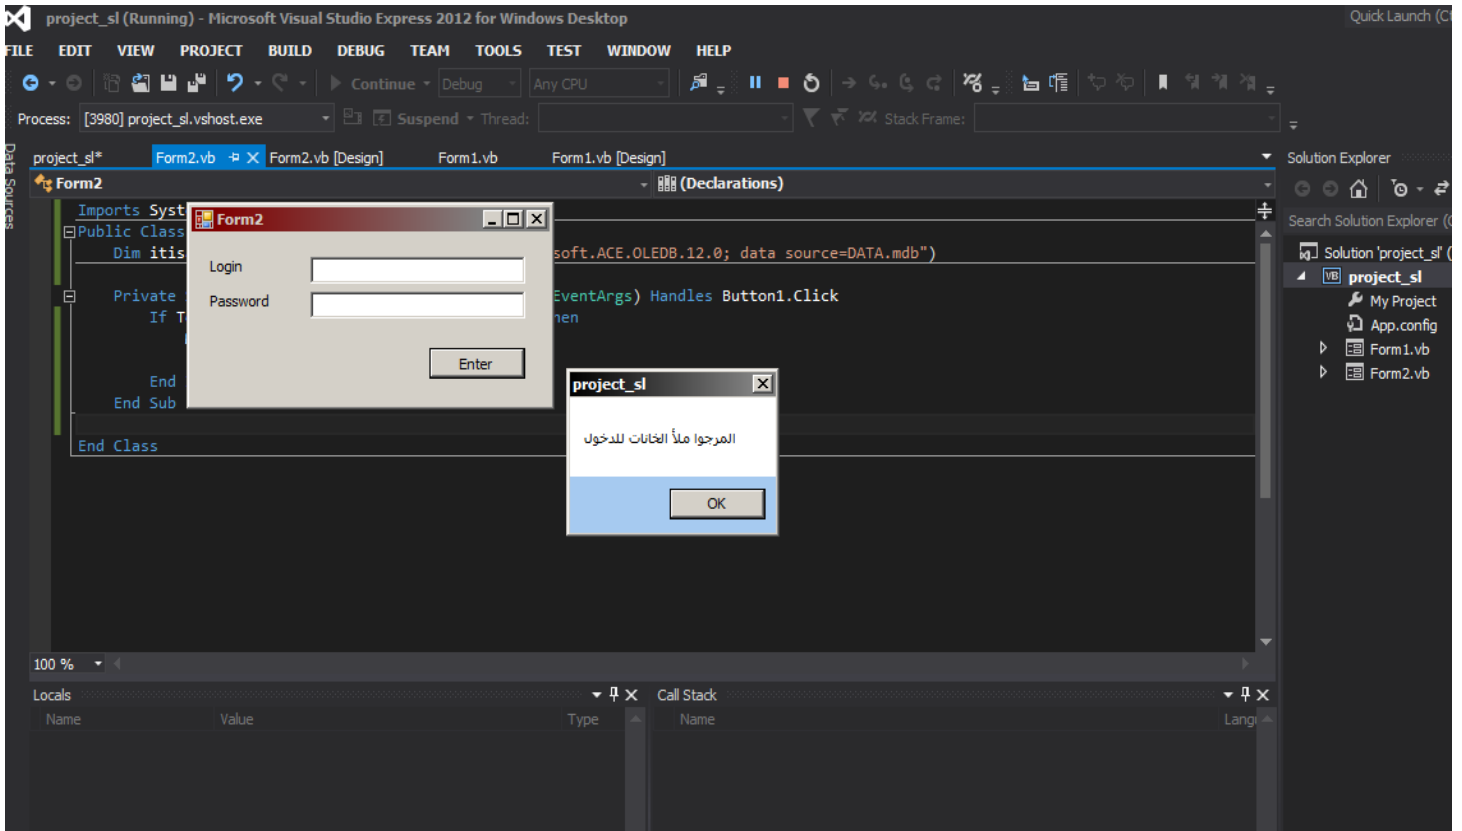 project_sl (Running) - Microsoft Visual Studio Express 2012 for Windows Desktop
Quick Launch
FILE EDIT VIEW PROJECT BUILD DEBUG TEAM TOOLS TEST WINDOW HELP
Continue Debug Any CPU
Process: [3980] project_sl.vshost.exe Suspend Thread: Stack Frame:
Data Sources
project_sl* Form2.vb Form2.vb [Design] Form1.vb Form1.vb [Design]
Form2 (Declarations)
Imports Syst
Public Class
Dim itis soft.ACE.OLEDB.12.0; data source=DATA.mdb")
Private EventArgs) Handles Button1.Click
If T hen
End
End Sub
End Class
Form2
Login
Password
Enter
project_sl
المرجوا ملأ الخانات للدخول
OK
Solution Explorer
Search Solution Explorer (
Solution 'project_sl' (
project_sl
My Project
App.config
Form1.vb
Form2.vb
100 %
Locals
Name Value Type
Call Stack
Name Lang